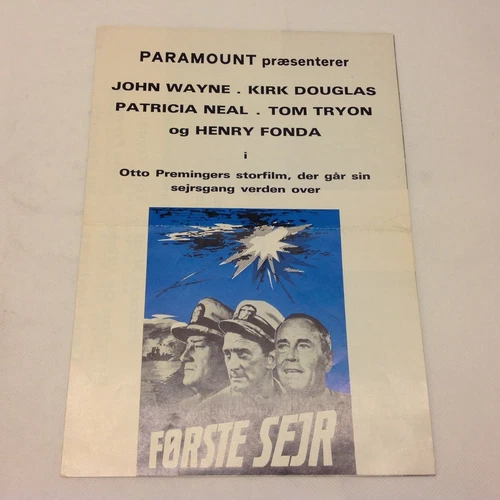 PARAMOUNT præsenterer
JOHN WAYNE . KIRK DOUGLAS
PATRICIA NEAL . TOM TRYON
og HENRY FONDA
i
Otto Premingers storfilm, der går sin
sejrsgang verden over
FØRSTE SEJR